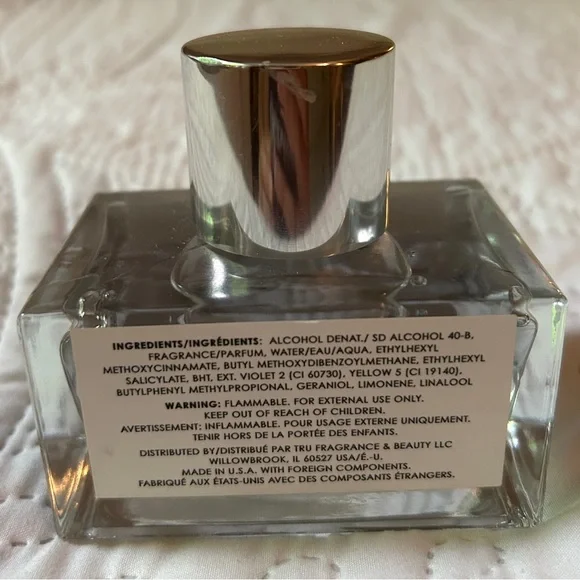 INGREDIENTS/INGRÉDIENTS: ALCOHOL DENAT./ SD ALCOHOL 40-B,
FRAGRANCE/PARFUM, WATER/EAU/AQUA, ETHYLHEXYL
METHOXYCINNAMATE, BUTYL METHOXYDIBENZOYLMETHANE, ETHYLHEXYL
SALICYLATE, BHT, EXT. VIOLET 2 (CI 60730), YELLOW 5 (CI 19140).
BUTYLPHENYL METHYLPROPIONAL, GERANIOL, LIMONENE, LINALOOL
WARNING: FLAMMABLE. FOR EXTERNAL USE ONLY.
KEEP OUT OF REACH OF CHILDREN.
AVERTISSEMENT: INFLAMMABLE. POUR USAGE EXTERNE UNIQUEMENT.
TENIR HORS DE LA PORTÉE DES ENFANTS.
DISTRIBUTED BY/DISTRIBUÉ PAR TRU FRAGRANCE & BEAUTY LLC
WILLOWBROOK, IL 60527 USA/É.-U.
MADE IN U.S.A. WITH FOREIGN COMPONENTS.
FABRIQUÉ AUX ÉTATS-UNIS AVEC DES COMPOSANTS ÉTRANGERS.